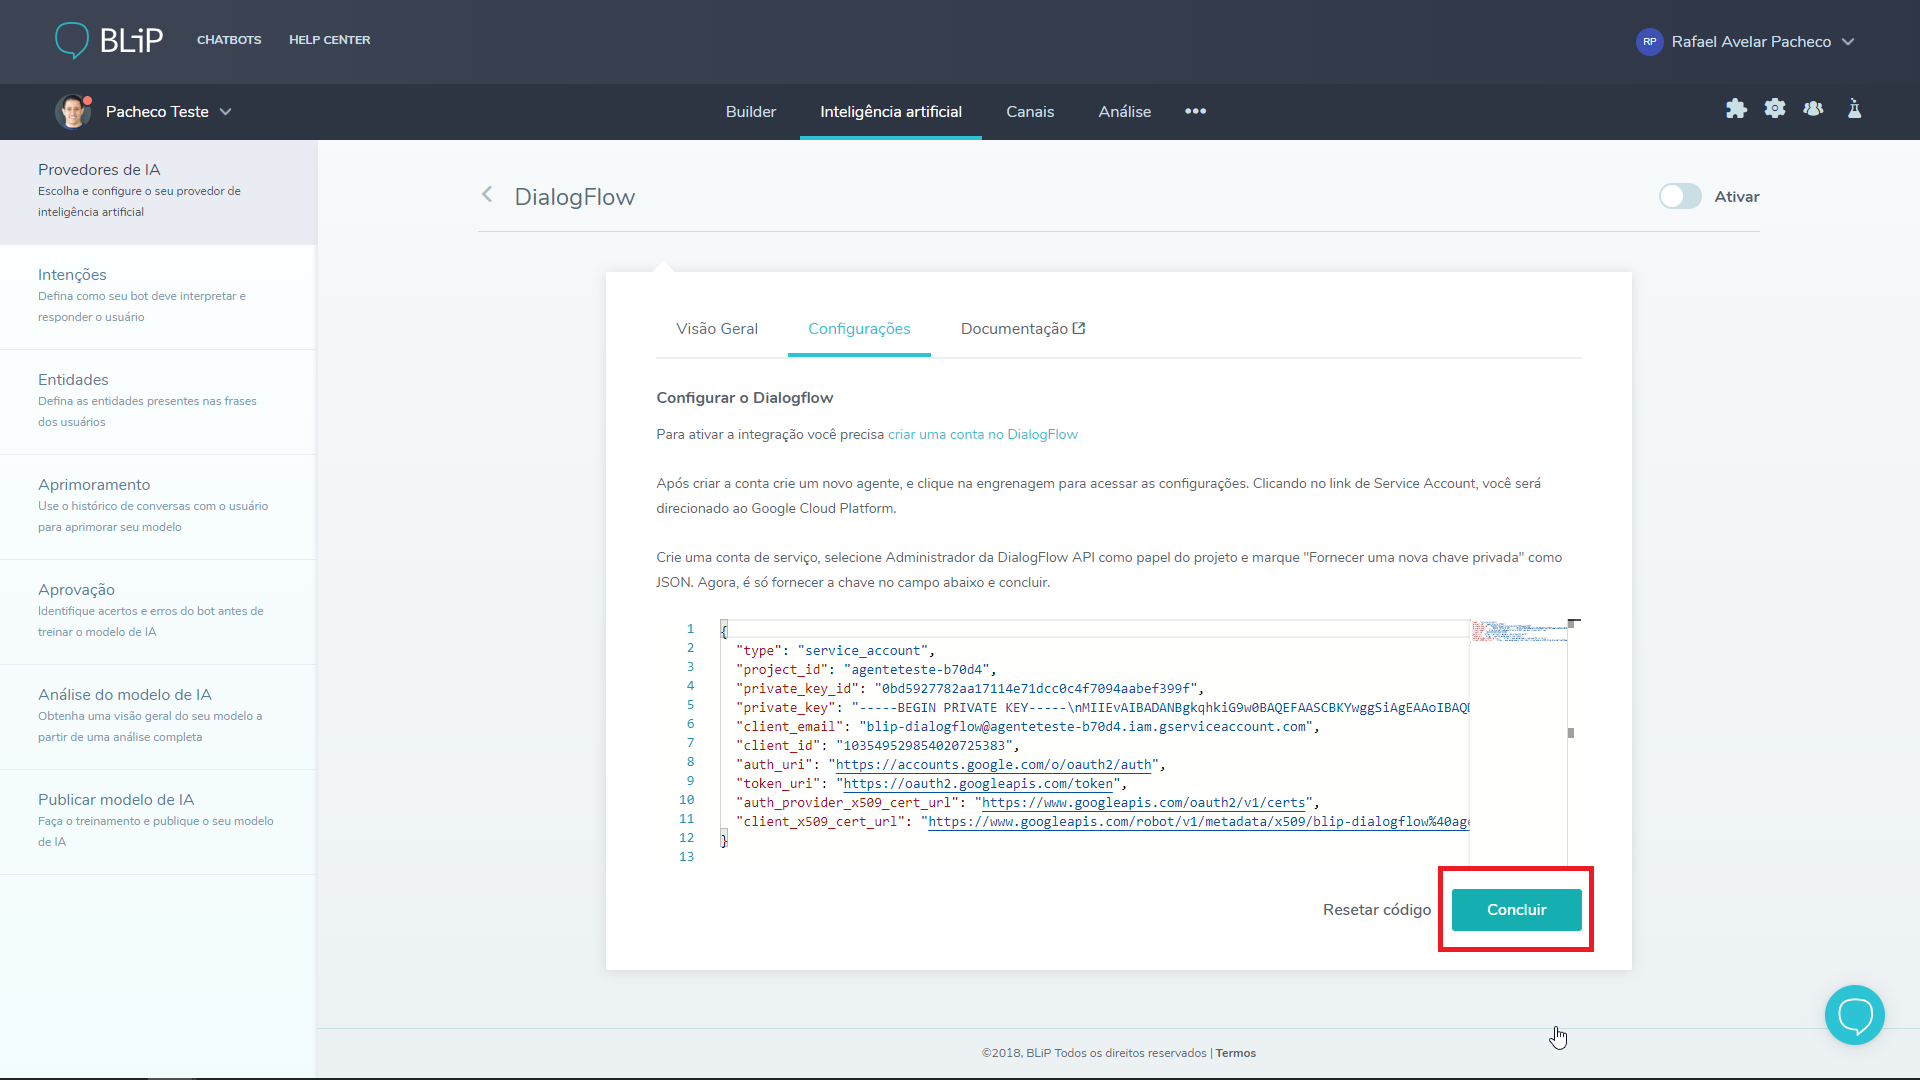 BLiP
CHATBOTS
HELP CENTER
RP
Rafael Avelar Pacheco
Pacheco Teste
Builder
Inteligência artificial
Canais
Análise
Provedores de IA
Escolha e configure o seu provedor de
inteligência artificial
Intenções
Defina como seu bot deve interpretar e
responder o usuário
Entidades
Defina as entidades presentes nas frases
dos usuários
Aprimoramento
Use o histórico de conversas com o usuário
para aprimorar seu modelo
Aprovação
Identifique acertos e erros do bot antes de
treinar o modelo de IA
Análise do modelo de IA
Obtenha uma visão geral do seu modelo a
partir de uma análise completa
Publicar modelo de IA
Faça o treinamento e publique o seu modelo
de IA
DialogFlow
Ativar
Visão Geral
Configurações
Documentação
Configurar o Dialogflow
Para ativar a integração você precisa criar uma conta no DialogFlow
Após criar a conta crie um novo agente, e clique na engrenagem para acessar as configurações. Clicando no link de Service Account, você será
direcionado ao Google Cloud Platform.
Crie uma conta de serviço, selecione Administrador da DialogFlow API como papel do projeto e marque "Fornecer uma nova chave privada" como
JSON. Agora, é só fornecer a chave no campo abaixo e concluir.
1 {
2 "type": "service_account",
3 "project_id": "agenteteste-b70d4",
4 "private_key_id": "0bd5927782aa17114e71dcc0c4f7094aabef399f",
5 "private_key": "-----BEGIN PRIVATE KEY-----\nMIIEvAIBADANBgkqhkiG9w0BAQEFAASCBKYwggSiAgEAAoIBAQD
6 "client_email": "blip-dialogflow@agenteteste-b70d4.iam.gserviceaccount.com",
7 "client_id": "103549529854020725383",
8 "auth_uri": "https://accounts.google.com/o/oauth2/auth",
9 "token_uri": "https://oauth2.googleapis.com/token",
10 "auth_provider_x509_cert_url": "https://www.googleapis.com/oauth2/v1/certs",
11 "client_x509_cert_url": "https://www.googleapis.com/robot/v1/metadata/x509/blip-dialogflow%40age
12 }
13
Resetar código
Concluir
©2018, BLiP Todos os direitos reservados | Termos